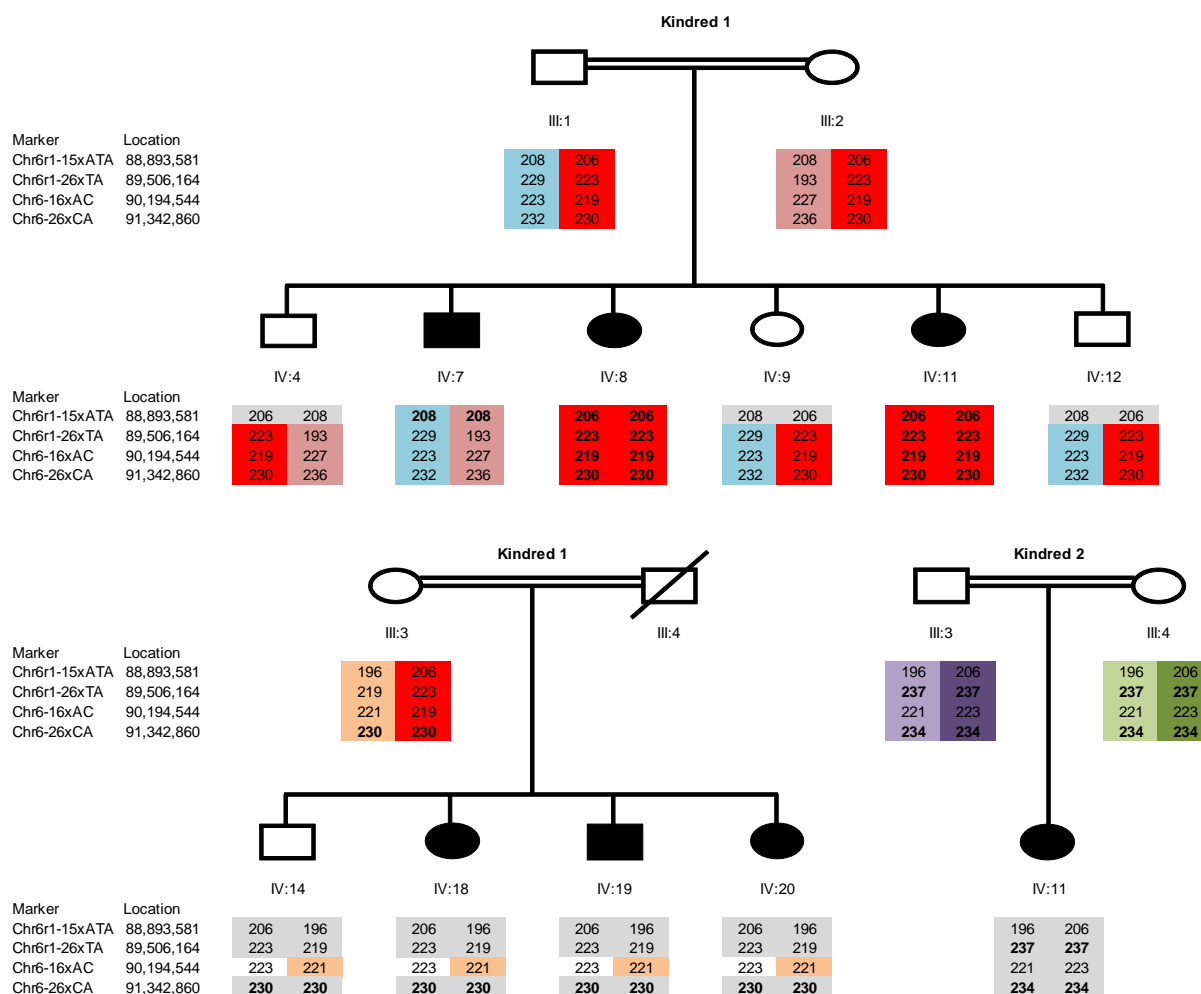 Kindred 1
III:1 III:2
Marker Location
Chr6r1-15xATA 88,893,581 208 206 208 206
Chr6r1-26xTA 89,506,164 229 223 193 223
Chr6-16xAC 90,194,544 223 219 227 219
Chr6-26xCA 91,342,860 232 230 236 230
IV:4 IV:7 IV:8 IV:9 IV:11 IV:12
Marker Location
Chr6r1-15xATA 88,893,581 206 208 208 208 206 206 208 206 206 206 208 206
Chr6r1-26xTA 89,506,164 223 193 229 193 223 223 229 223 223 223 229 223
Chr6-16xAC 90,194,544 219 227 223 227 219 219 223 219 219 219 223 219
Chr6-26xCA 91,342,860 230 236 232 236 230 230 232 230 230 230 232 230
Kindred 1 Kindred 2
III:3 III:4 III:3 III:4
Marker Location
Chr6r1-15xATA 88,893,581 196 206 196 206 196 206
Chr6r1-26xTA 89,506,164 219 223 237 237 237 237
Chr6-16xAC 90,194,544 221 219 221 223 221 223
Chr6-26xCA 91,342,860 230 230 234 234 234 234
IV:14 IV:18 IV:19 IV:20 IV:11
Marker Location
Chr6r1-15xATA 88,893,581 206 196 206 196 206 196 206 196 196 206
Chr6r1-26xTA 89,506,164 223 219 223 219 223 219 223 219 237 237
Chr6-16xAC 90,194,544 223 221 223 221 223 221 223 221 221 223
Chr6-26xCA 91,342,860 230 230 230 230 230 230 230 230 234 234